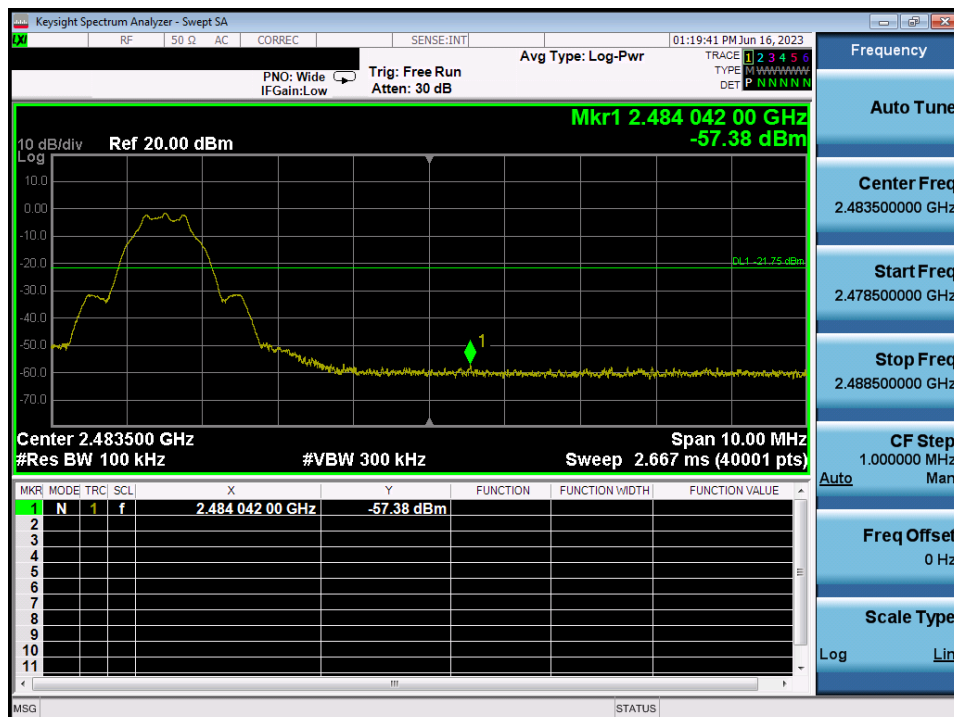 Keysight Spectrum Analyzer - Swept SA
LXI RF 50 Ω AC CORREC SENSE:INT 01:19:41 PM Jun 16, 2023
Frequency
Avg Type: Log-Pwr
TRACE 1 2 3 4 5 6
TYPE M WWWWW
DET P N N N N N
PNO: Wide
IFGain:Low
Trig: Free Run
Atten: 30 dB
Auto Tune
Mkr1 2.484 042 00 GHz
-57.38 dBm
10 dB/div
Log
Ref 20.00 dBm
10.0
0.00
-10.0
-20.0
-30.0
-40.0
-50.0
-60.0
-70.0
DL1 -21.75 dBm
1
Center 2.483500 GHz
Span 10.00 MHz
#Res BW 100 kHz
#VBW 300 kHz
Sweep 2.667 ms (40001 pts)
Center Freq
2.483500000 GHz
Start Freq
2.478500000 GHz
Stop Freq
2.488500000 GHz
CF Step
1.000000 MHz
Auto Man
Freq Offset
0 Hz
Scale Type
Log Lin
MKR MODE TRC SCL X Y FUNCTION FUNCTION WIDTH FUNCTION VALUE
1 N 1 f 2.484 042 00 GHz -57.38 dBm
2
3
4
5
6
7
8
9
10
11
MSG STATUS